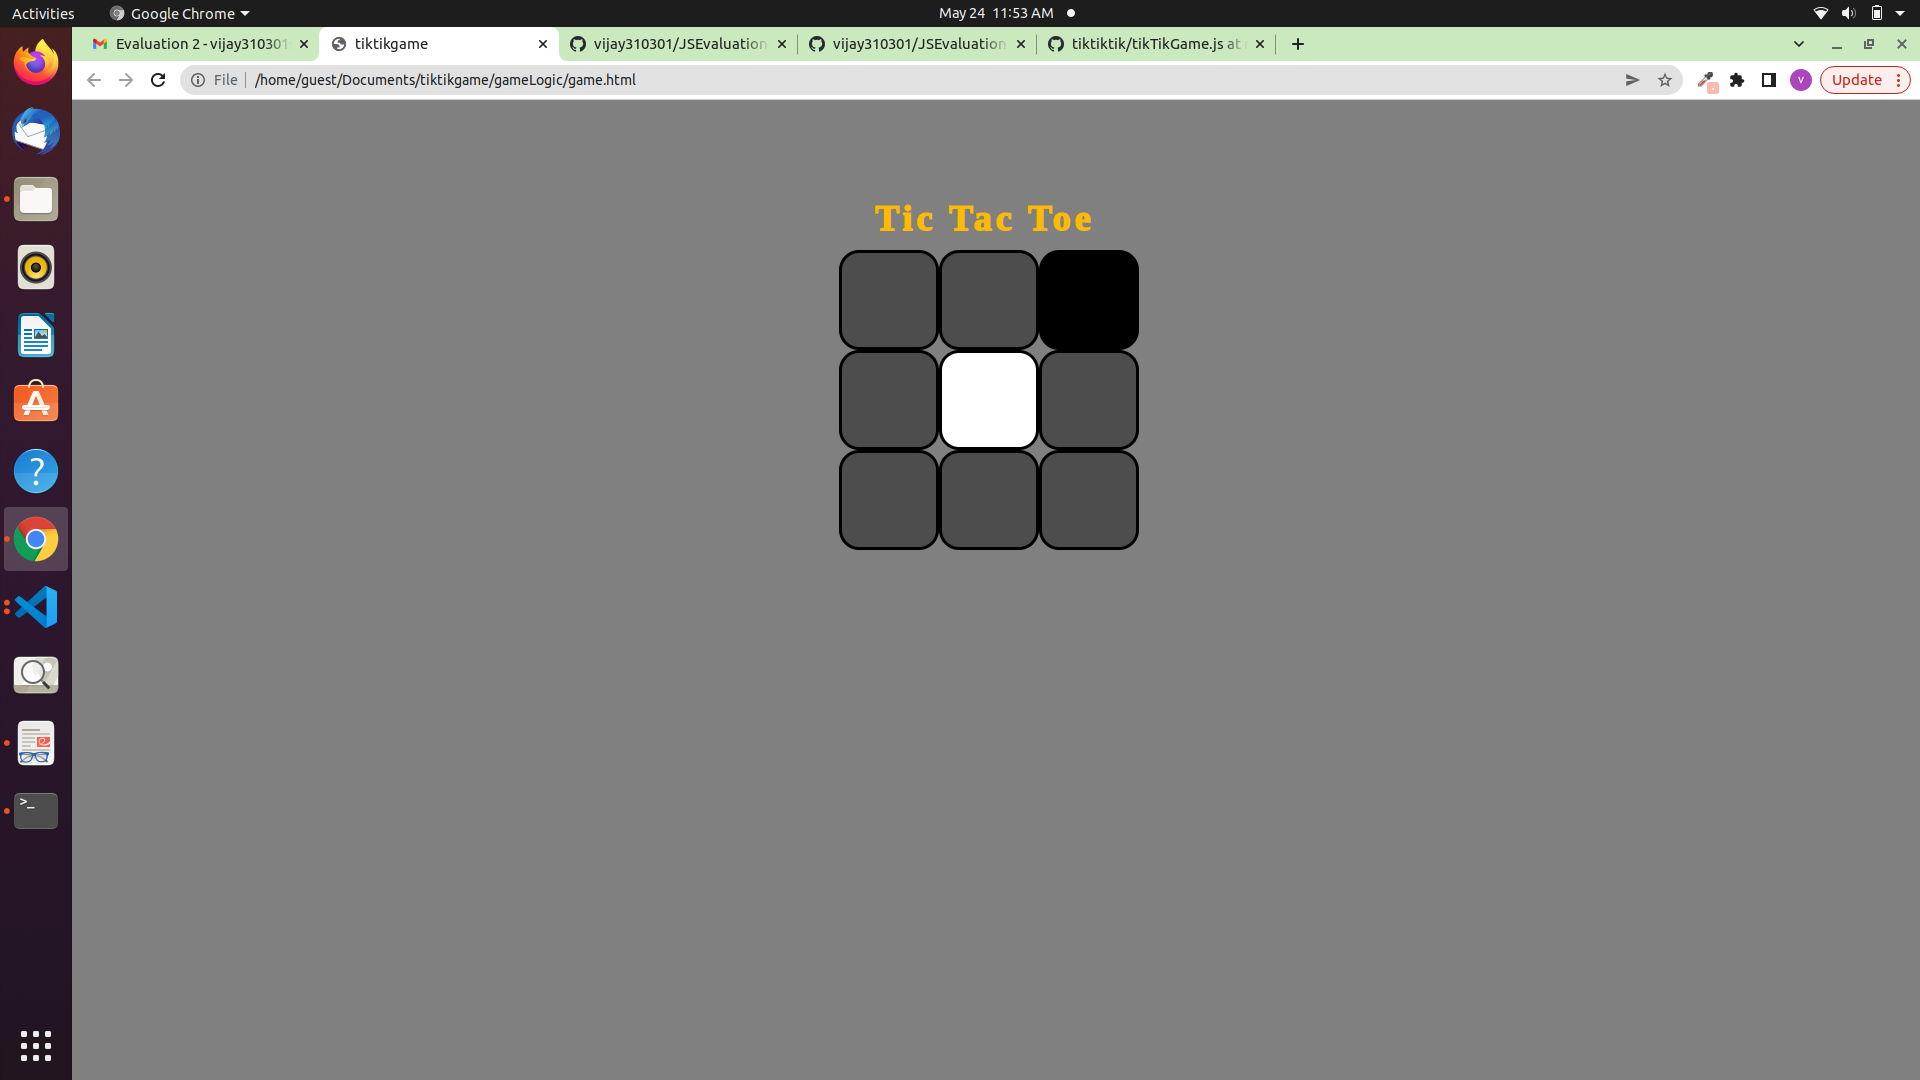 Activities
Google Chrome
May 24 11:53 AM
Evaluation 2 - vijay310301
tiktikgame
vijay310301/JSEvaluation
vijay310301/JSEvaluation
tiktiktik/tikTikGame.js at
File
/home/guest/Documents/tiktikgame/gameLogic/game.html
V
Update
Tic Tac Toe